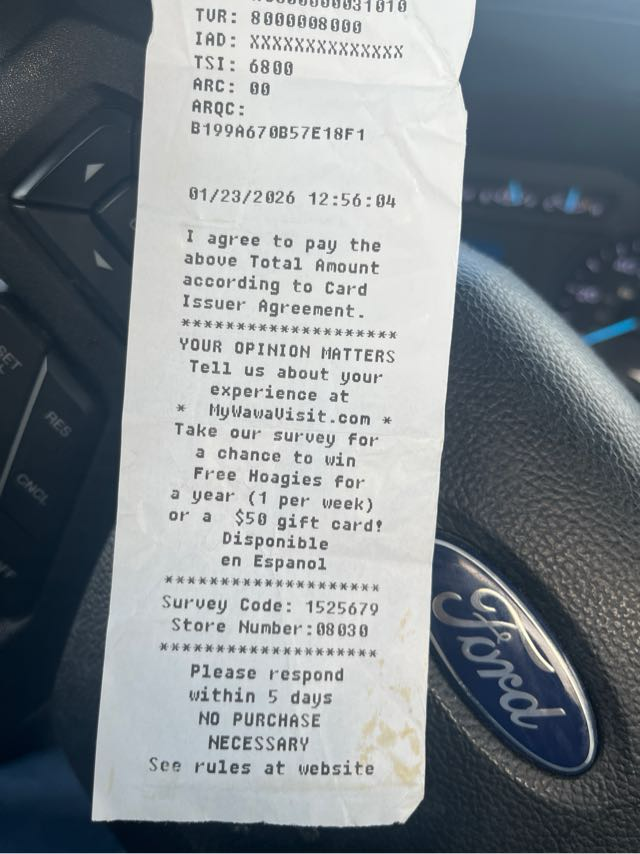 TVR: 8000008000
IAD: XXXXXXXXXXXXXX
TSI: 6800
ARC: 00
ARQC:
B199A670B57E18F1
01/23/2026 12:56:04
I agree to pay the
above Total Amount
according to Card
Issuer Agreement.
*******************
YOUR OPINION MATTERS
Tell us about your
experience at
* MyWawaVisit.com *
Take our survey for
a chance to win
Free Hoagies for
a year (1 per week)
or a $50 gift card!
Disponible
en Espanol
*******************
Survey Code: 1525679
Store Number:08030
*******************
Please respond
within 5 days
NO PURCHASE
NECESSARY
See rules at website
RES
CNCL
Ford